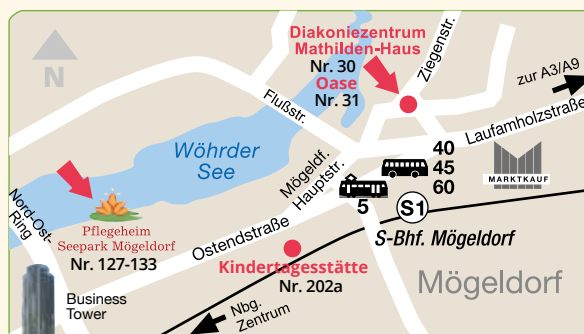 Diakoniezentrum
Mathilden-Haus
Nr. 30
Oase
Nr. 31
Ziegenstr.
zur A3/A9
N
Flußstr.
Laufamholzstraße
Wöhrder
See
Mögeldf.
Hauptstr.
40
45
60
MARKTKAUF
5
S1
S-Bhf. Mögeldorf
Nord-Ost-
Ring
Pflegeheim
Seepark Mögeldorf
Nr. 127-133
Ostendstraße
Kindertagesstätte
Nr. 202a
Mögeldorf
Business
Tower
Nbg.
Zentrum